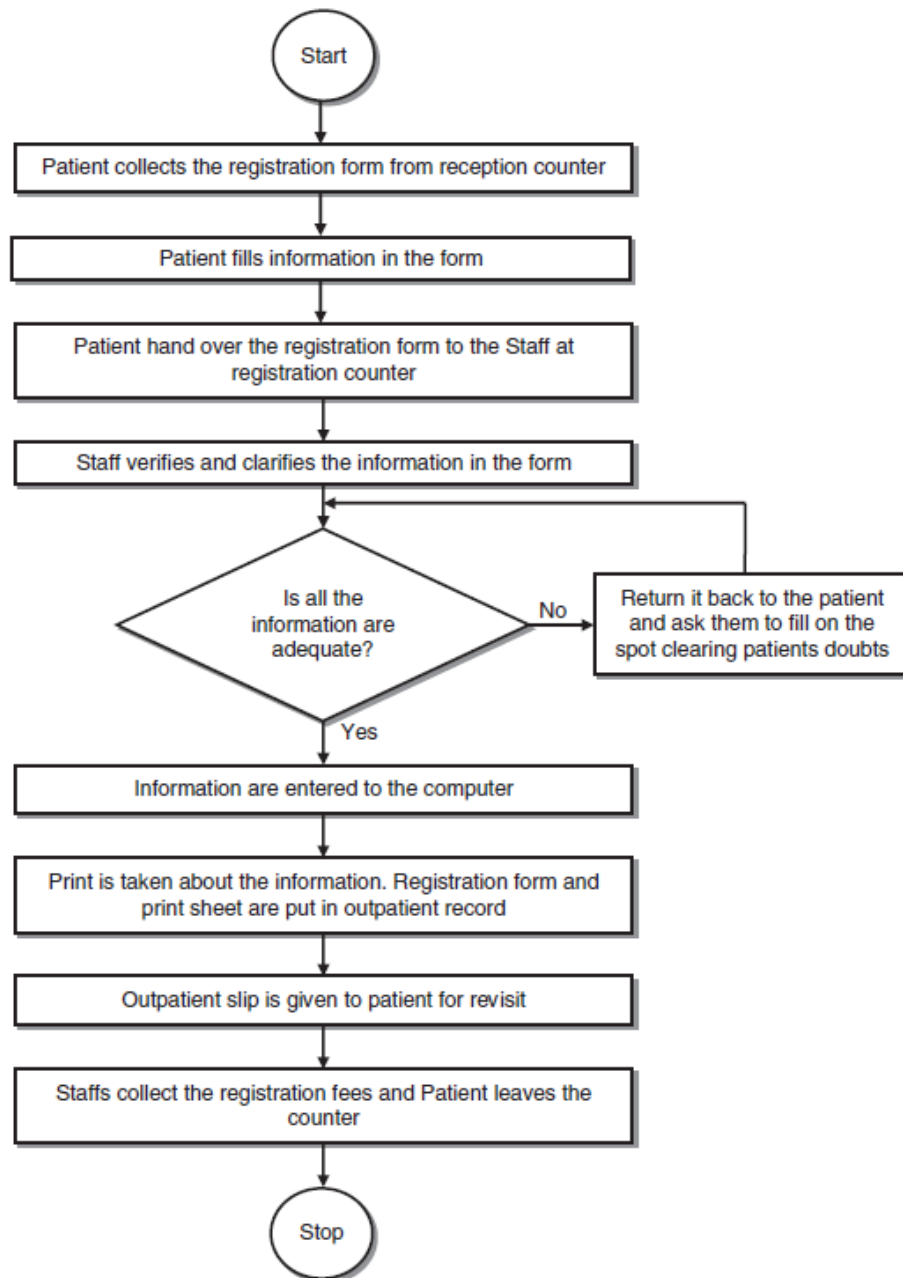 Start
Patient collects the registration form from reception counter
Patient fills information in the form
Patient hand over the registration form to the Staff at
registration counter
Staff verifies and clarifies the information in the form
Is all the
information are
adequate?
No
Return it back to the patient
and ask them to fill on the
spot clearing patients doubts
Yes
Information are entered to the computer
Print is taken about the information. Registration form and
print sheet are put in outpatient record
Outpatient slip is given to patient for revisit
Staffs collect the registration fees and Patient leaves the
counter
Stop